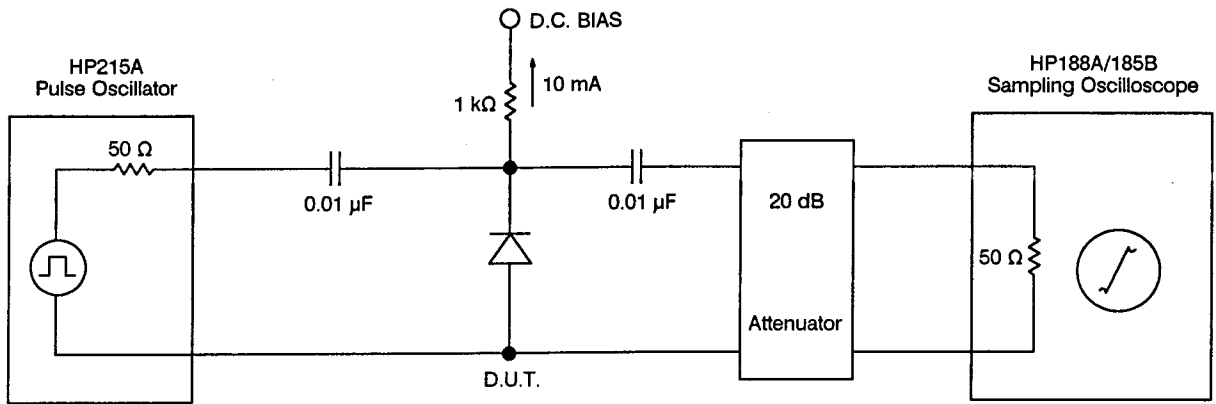 D.C. BIAS
HP215A
Pulse Oscillator
10 mA
1 kΩ
HP188A/185B
Sampling Oscilloscope
50 Ω
0.01 µF
0.01 µF
20 dB
50 Ω
Attenuator
D.U.T.